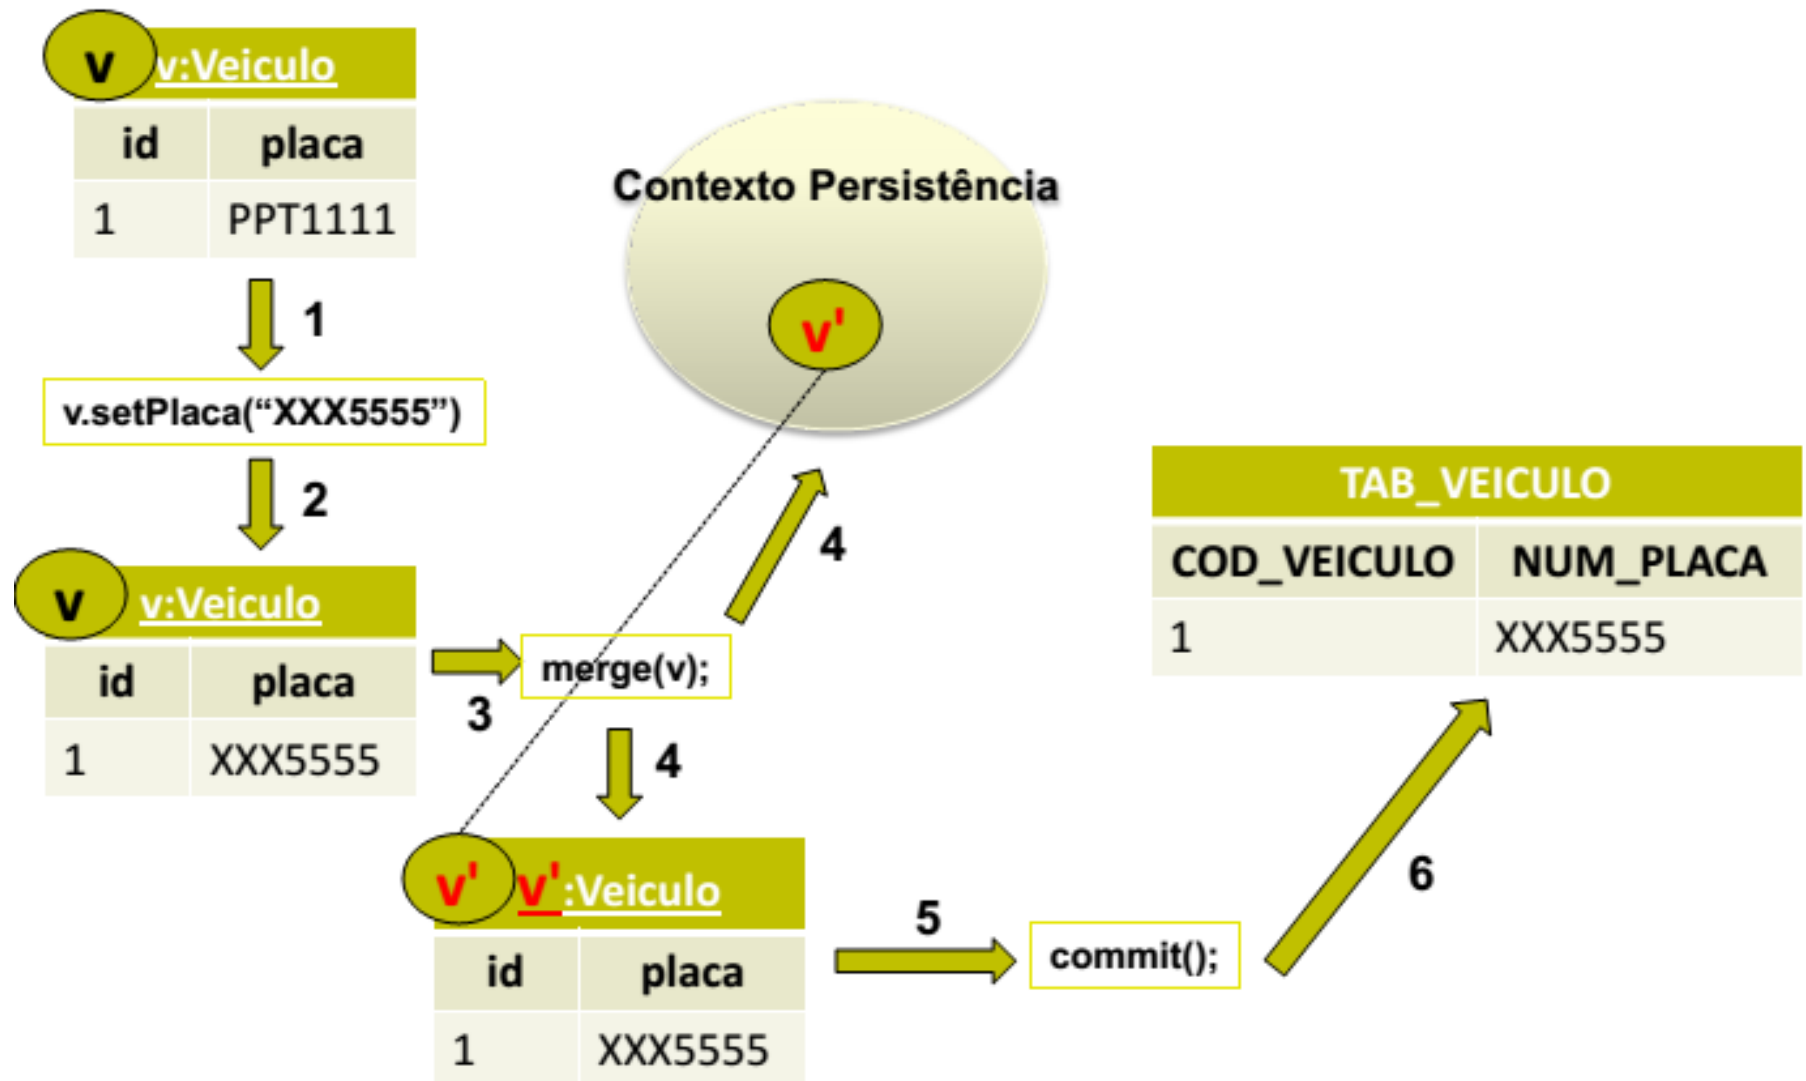 v v:Veiculo
id placa
1 PPT1111
1
v.setPlaca(“XXX5555”)
2
v v:Veiculo
id placa
1 XXX5555
3
merge(v);
4
Contexto Persistência
v'
4
v' v':Veiculo
id placa
1 XXX5555
5
commit();
6
TAB_VEICULO
COD_VEICULO NUM_PLACA
1 XXX5555